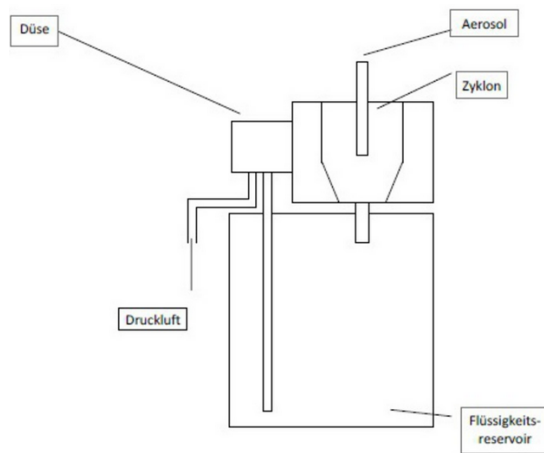 Düse
Aerosol
Zyklon
Druckluft
Flüssigkeits-
reservoir